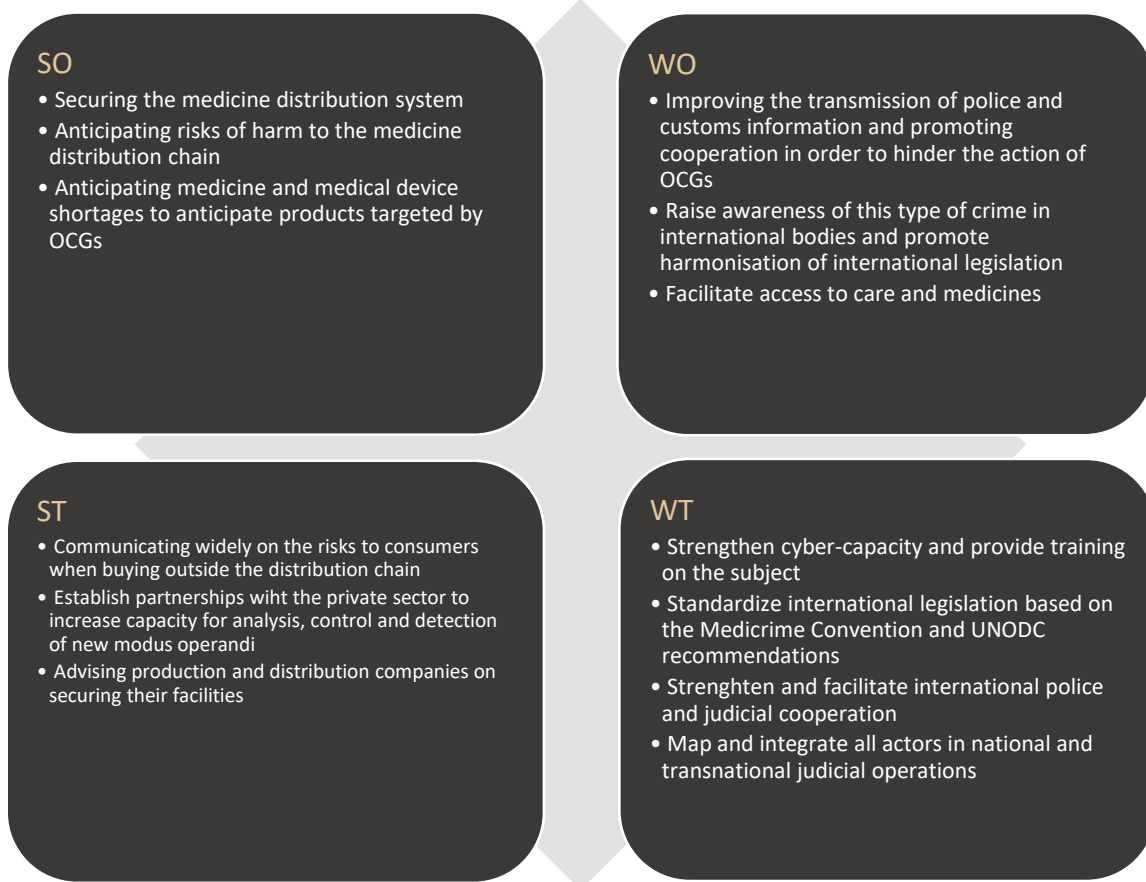 SO
• Securing the medicine distribution system
• Anticipating risks of harm to the medicine
distribution chain
• Anticipating medicine and medical device
shortages to anticipate products targeted by
OCGs
WO
• Improving the transmission of police and
customs information and promoting
cooperation in order to hinder the action of
OCGs
• Raise awareness of this type of crime in
international bodies and promote
harmonisation of international legislation
• Facilitate access to care and medicines
ST
• Communicating widely on the risks to consumers
when buying outside the distribution chain
• Establish partnerships wiht the private sector to
increase capacity for analysis, control and detection
of new modus operandi
• Advising production and distribution companies on
securing their facilities
WT
• Strengthen cyber-capacity and provide training
on the subject
• Standardize international legislation based on
the Medicrime Convention and UNODC
recommendations
• Strenghten and facilitate international police
and judicial cooperation
• Map and integrate all actors in national and
transnational judicial operations